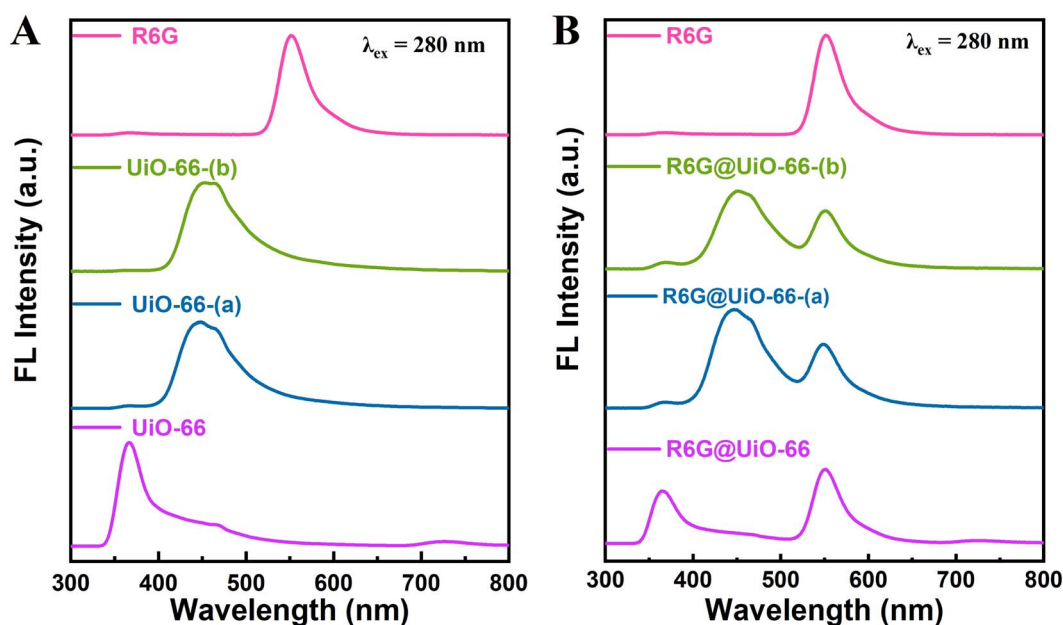 A
R6G
λex = 280 nm
UiO-66-(b)
UiO-66-(a)
UiO-66
FL Intensity (a.u.)
300 400 500 600 700 800
Wavelength (nm)
B
R6G
λex = 280 nm
R6G@UiO-66-(b)
R6G@UiO-66-(a)
R6G@UiO-66
FL Intensity (a.u.)
300 400 500 600 700 800
Wavelength (nm)